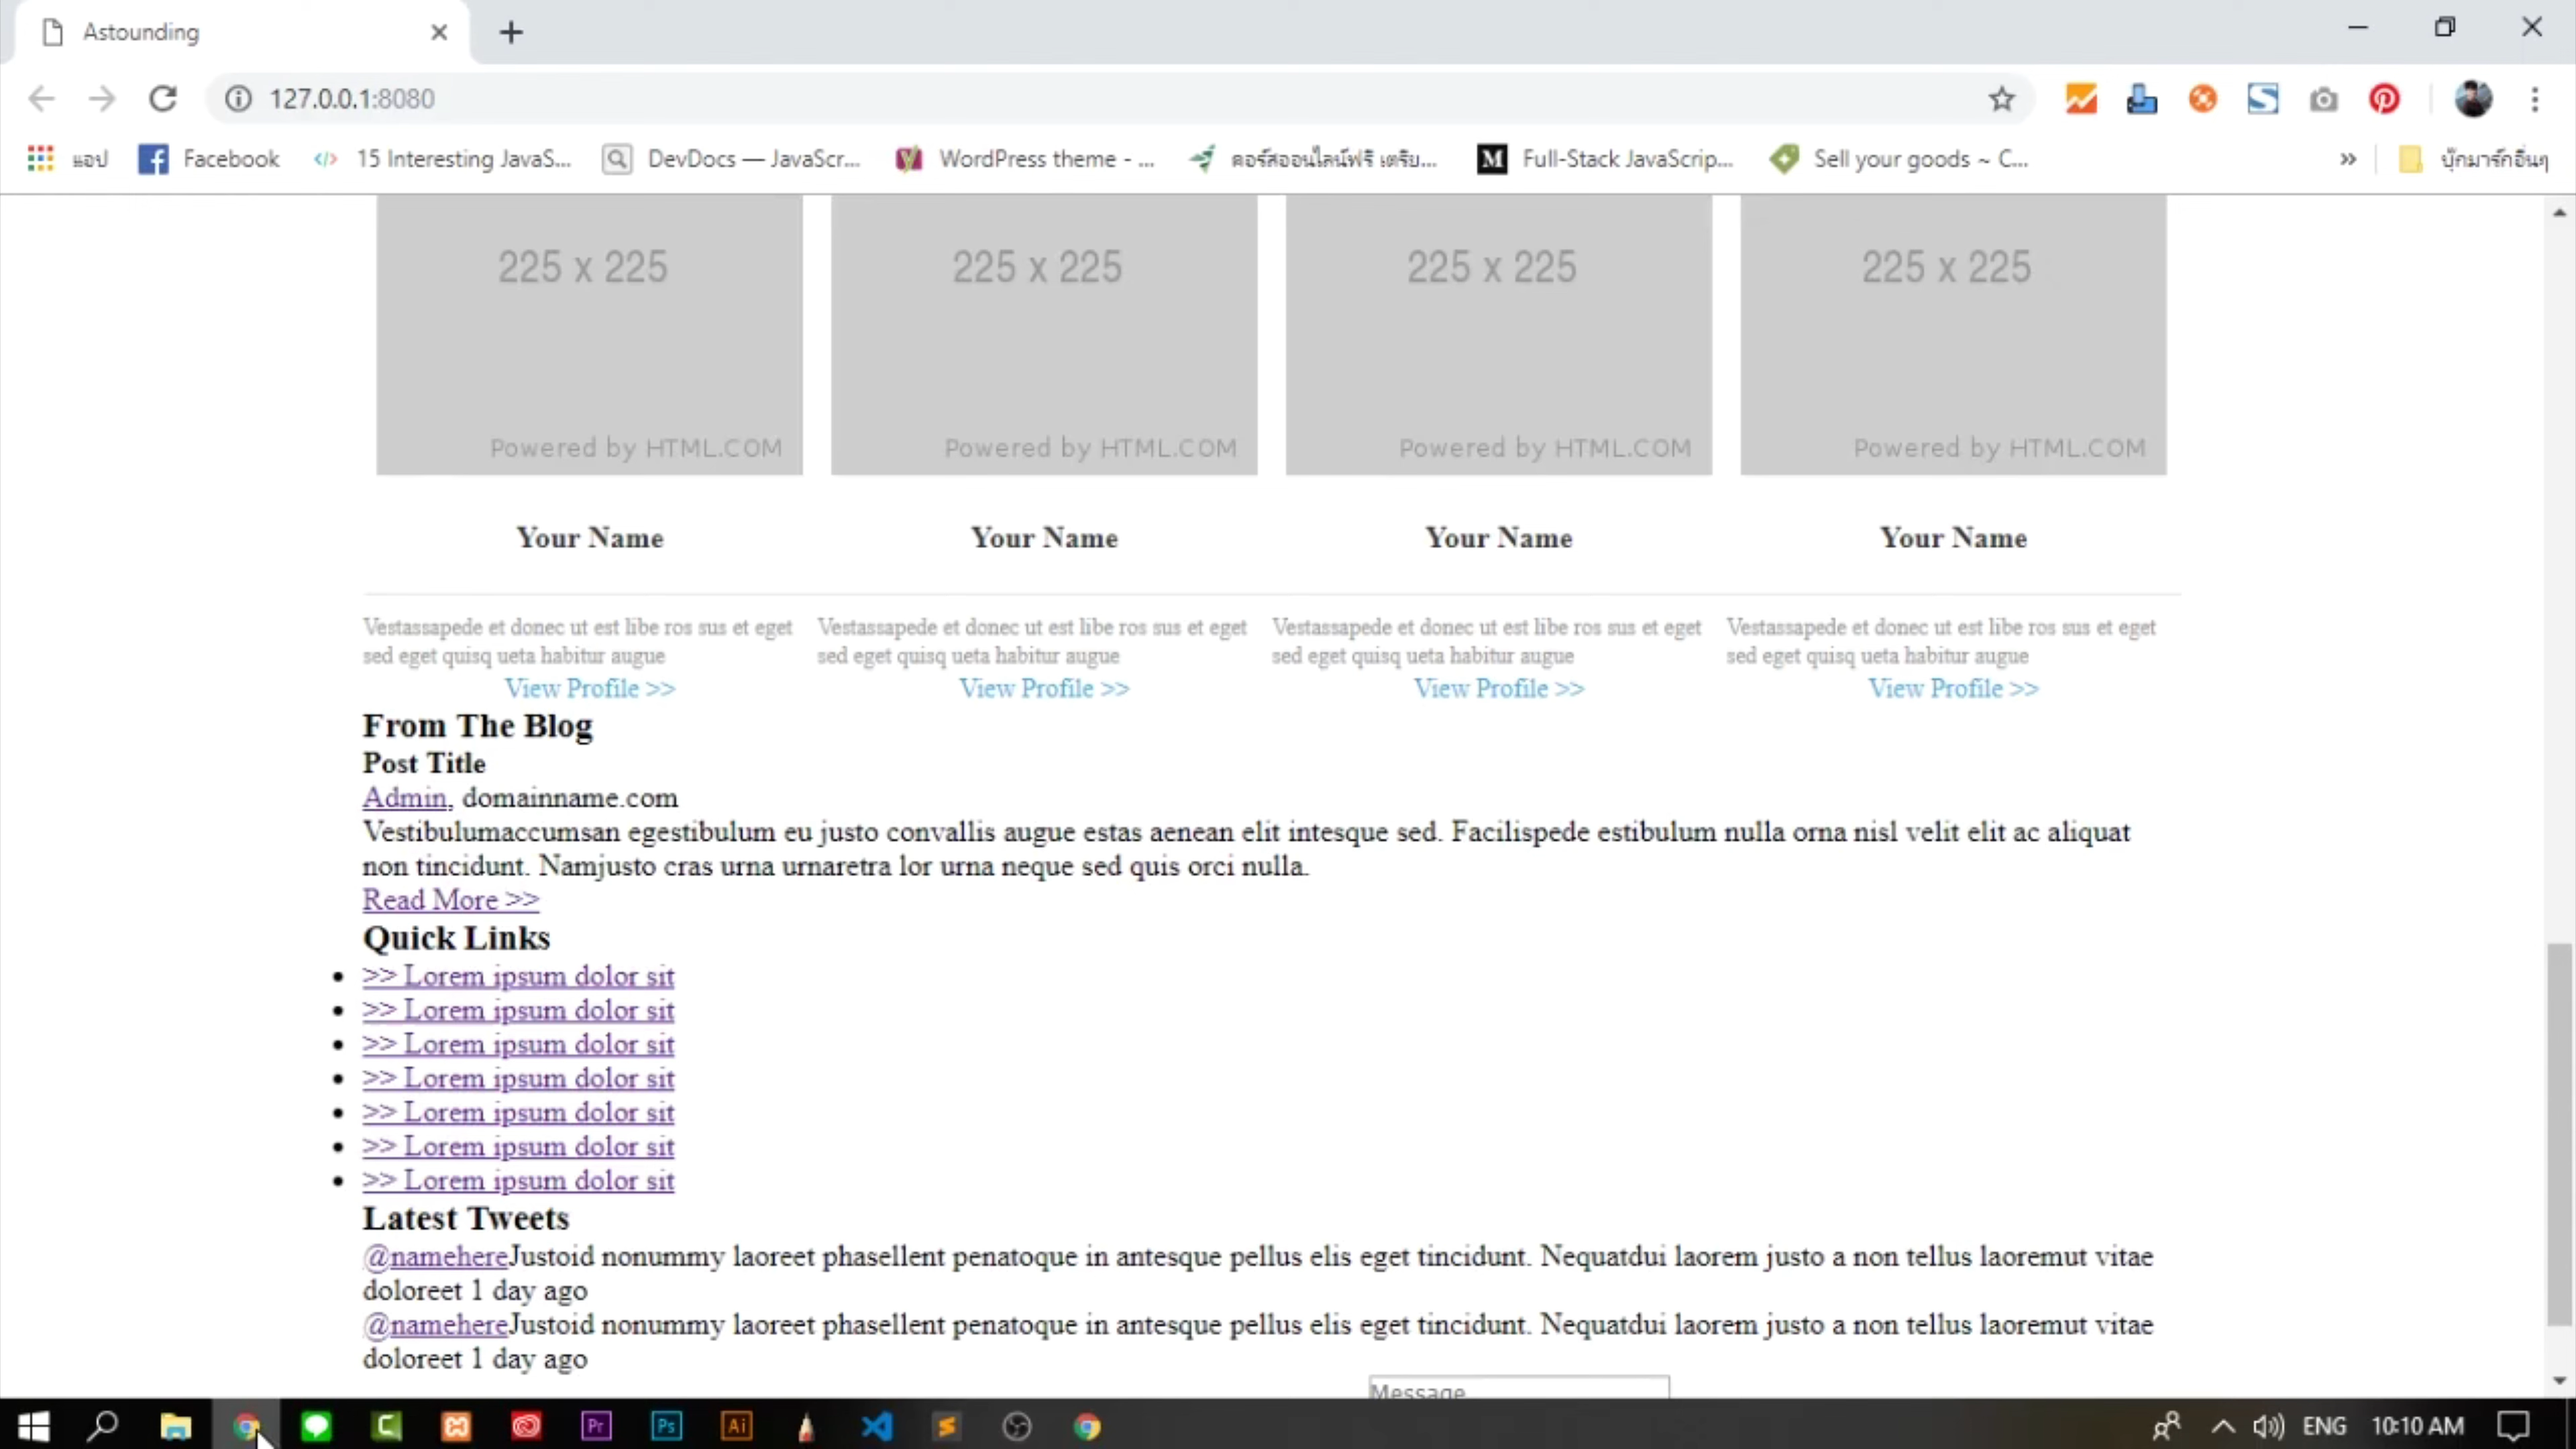 Astounding
127.0.0.1:8080
แอป Facebook 15 Interesting JavaS... DevDocs — JavaScr... WordPress theme - ... คอร์สออนไลน์ฟรี เตรีย... Full-Stack JavaScrip... Sell your goods ~ C... บุ๊กมาร์กอื่นๆ
225 x 225 225 x 225 225 x 225 225 x 225
Powered by HTML.COM Powered by HTML.COM Powered by HTML.COM Powered by HTML.COM
Your Name Your Name Your Name Your Name
Vestassapede et donec ut est libe ros sus et eget Vestassapede et donec ut est libe ros sus et eget Vestassapede et donec ut est libe ros sus et eget Vestassapede et donec ut est libe ros sus et eget
sed eget quisq ueta habitur augue sed eget quisq ueta habitur augue sed eget quisq ueta habitur augue sed eget quisq ueta habitur augue
View Profile >> View Profile >> View Profile >> View Profile >>
From The Blog
Post Title
Admin, domainname.com
Vestibulumaccumsan egestibulum eu justo convallis augue estas aenean elit intesque sed. Facilispede estibulum nulla orna nisl velit elit ac aliquat
non tincidunt. Namjusto cras urna urnaretra lor urna neque sed quis orci nulla.
Read More >>
Quick Links
>> Lorem ipsum dolor sit
>> Lorem ipsum dolor sit
>> Lorem ipsum dolor sit
>> Lorem ipsum dolor sit
>> Lorem ipsum dolor sit
>> Lorem ipsum dolor sit
>> Lorem ipsum dolor sit
Latest Tweets
@namehereJustoid nonummy laoreet phasellent penatoque in antesque pellus elis eget tincidunt. Nequatdui laorem justo a non tellus laoremut vitae
doloreet 1 day ago
@namehereJustoid nonummy laoreet phasellent penatoque in antesque pellus elis eget tincidunt. Nequatdui laorem justo a non tellus laoremut vitae
doloreet 1 day ago
Message
Pr Ps Ai ENG 10:10 AM